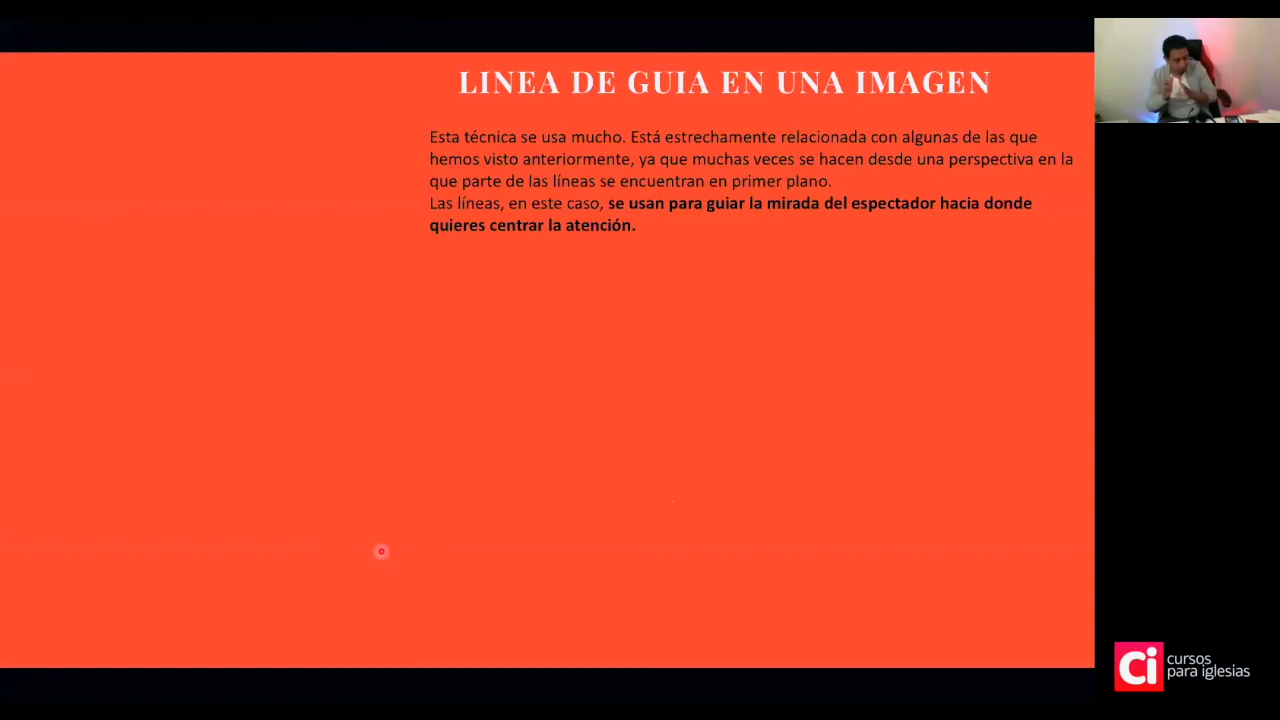 LINEA DE GUIA EN UNA IMAGEN
Esta técnica se usa mucho. Está estrechamente relacionada con algunas de las que
hemos visto anteriormente, ya que muchas veces se hacen desde una perspectiva en la
que parte de las líneas se encuentran en primer plano.
Las líneas, en este caso, se usan para guiar la mirada del espectador hacia donde
quieres centrar la atención.
Ci
cursos
para iglesias